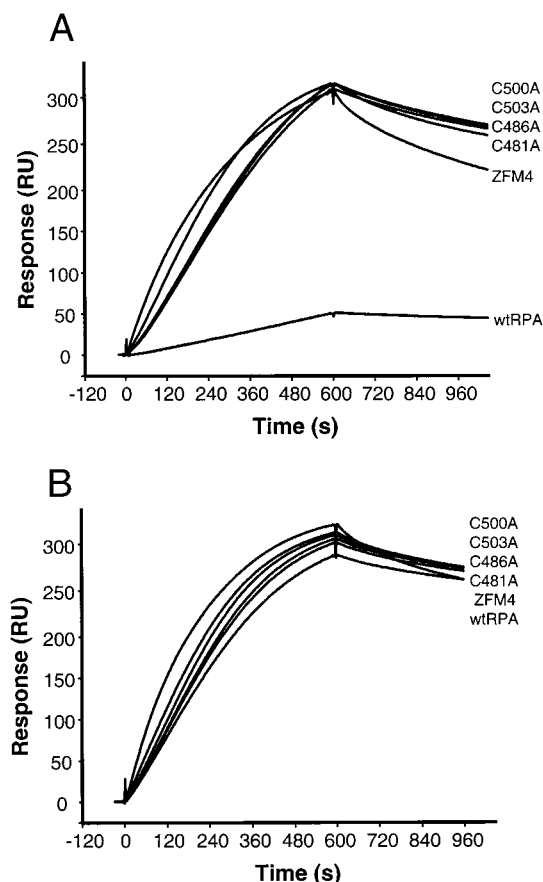 A
300
250
200
150
100
50
0
Response (RU)
C500A
C503A
C486A
C481A
ZFM4
wtRPA
-120 0 120 240 360 480 600 720 840 960
Time (s)
B
300
250
200
150
300
50
0
Response (RU)
C500A
C503A
C486A
C481A
ZFM4
wtRPA
-120 0 120 240 360 480 600 720 840 960
Time (s)